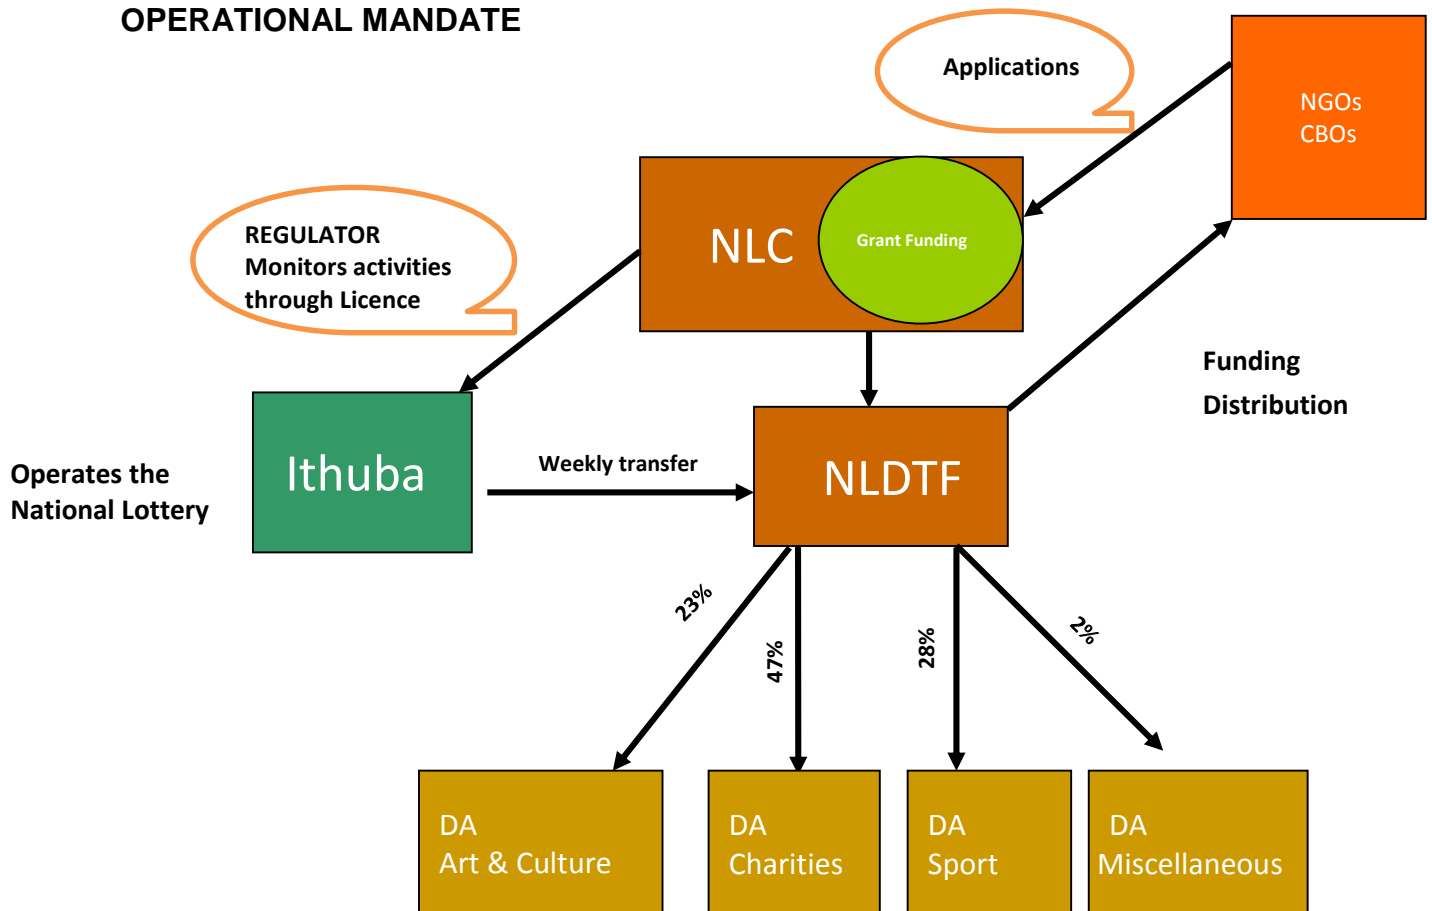 OPERATIONAL MANDATE
Applications
NGOs
CBOs
NLC
Grant Funding
REGULATOR
Monitors activities
through Licence
Funding
Distribution
Ithuba
Operates the
National Lottery
Weekly transfer
NLDTF
23%
47%
28%
2%
DA
Art & Culture
DA
Charities
DA
Sport
DA
Miscellaneous